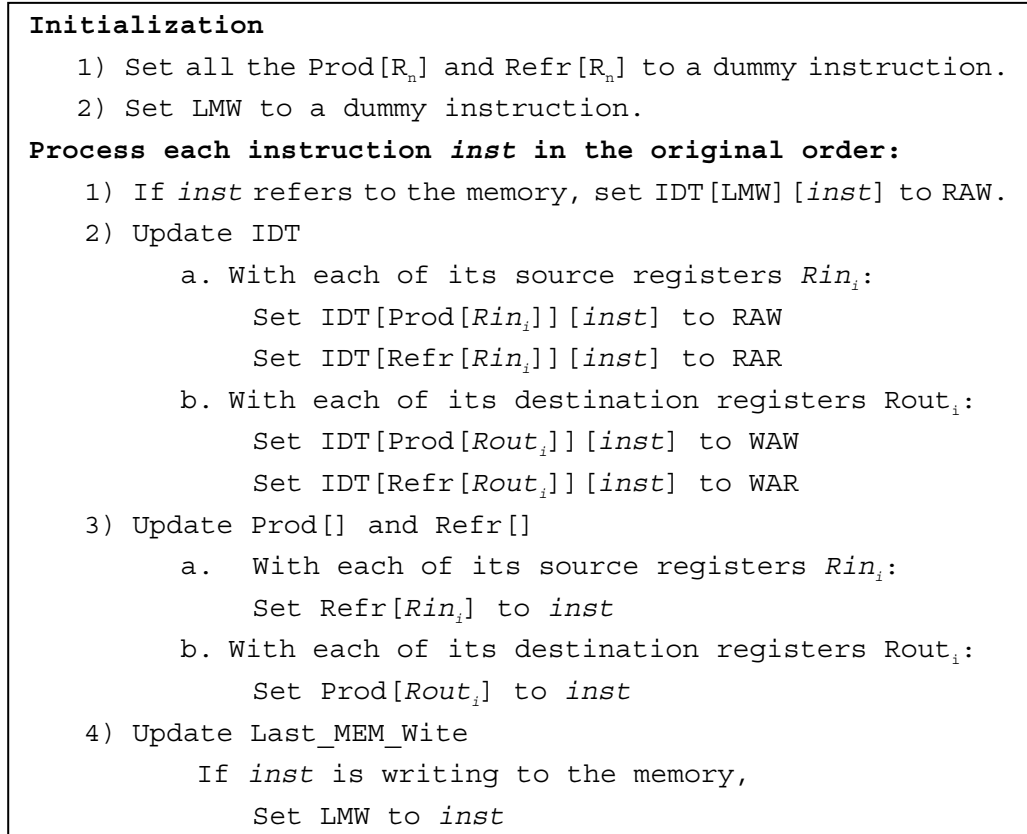 Initialization
1) Set all the Prod[Rn] and Refr[Rn] to a dummy instruction.
2) Set LMW to a dummy instruction.
Process each instruction inst in the original order:
1) If inst refers to the memory, set IDT[LMW][inst] to RAW.
2) Update IDT
a. With each of its source registers Rini:
Set IDT[Prod[Rini]][inst] to RAW
Set IDT[Refr[Rini]][inst] to RAR
b. With each of its destination registers Routi:
Set IDT[Prod[Routi]][inst] to WAW
Set IDT[Refr[Routi]][inst] to WAR
3) Update Prod[] and Refr[]
a. With each of its source registers Rini:
Set Refr[Rini] to inst
b. With each of its destination registers Routi:
Set Prod[Routi] to inst
4) Update Last_MEM_Wite
If inst is writing to the memory,
Set LMW to inst